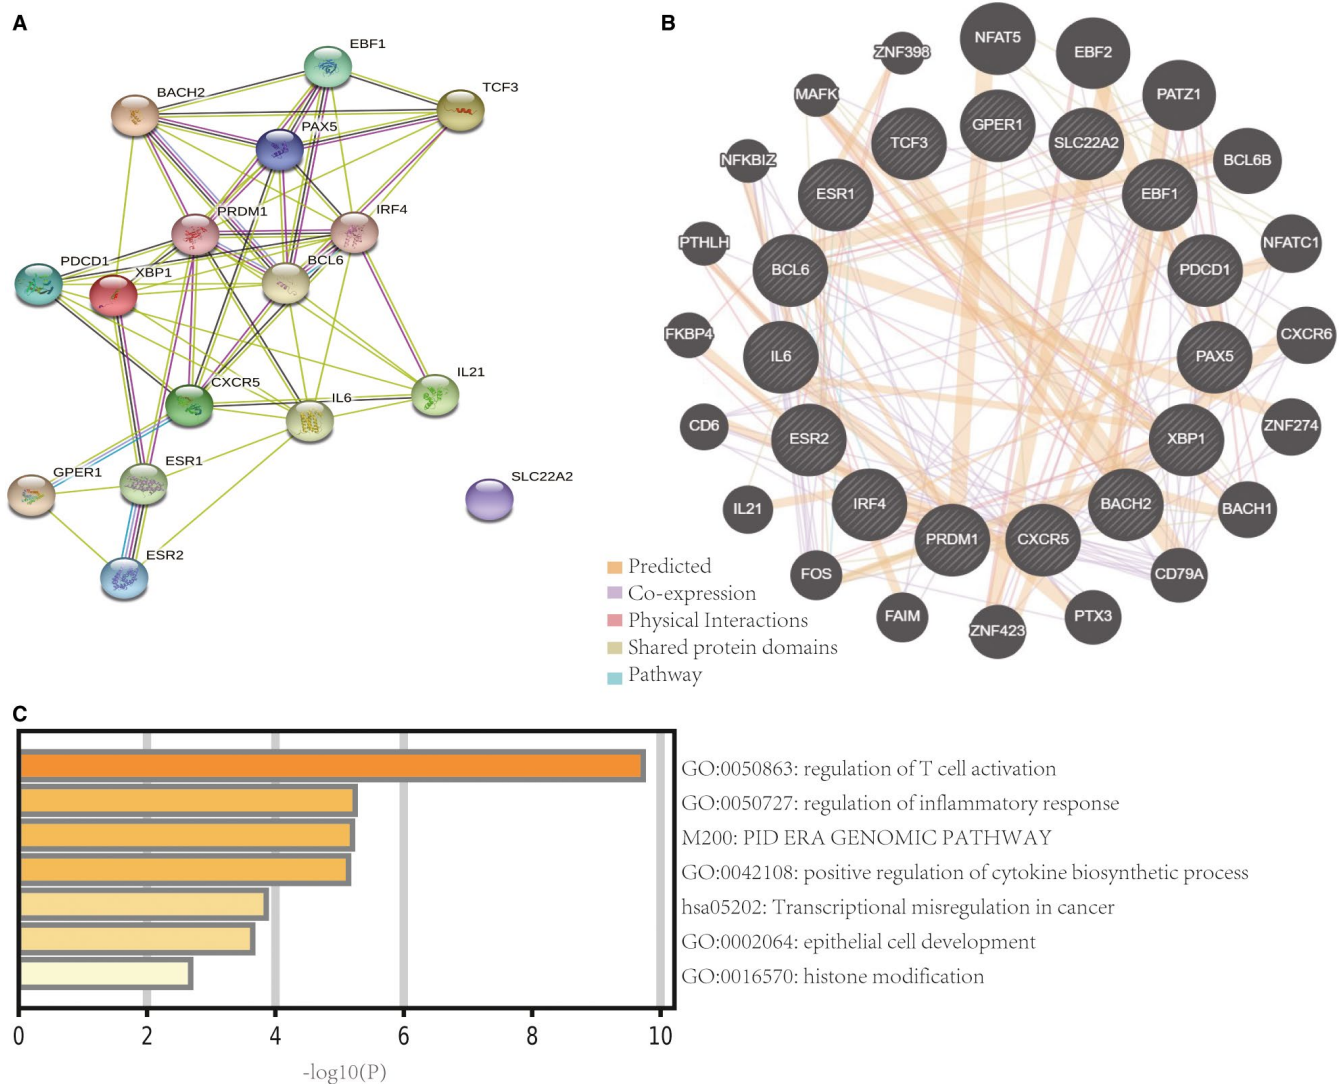 A
EBF1
BACH2
TCF3
PAX5
PRDM1
IRF4
PDCD1
XBP1
BCL6
CXCR5
IL6
IL21
GPER1
ESR1
SLC22A2
ESR2
B
ZNF398
NFAT5
EBF2
MAFK
PATZ1
TCF3
GPER1
SLC22A2
NFKBIZ
BCL6B
ESR1
EBF1
PTHLH
NFATC1
BCL6
PDCD1
FKBP4
CXCR6
IL6
PAX5
CD6
ZNF274
ESR2
XBP1
IL21
BACH1
IRF4
BACH2
PRDM1
CXCR5
FOS
CD79A
FAIM
ZNF423
PTX3
Predicted
Co-expression
Physical Interactions
Shared protein domains
Pathway
C
GO:0050863: regulation of T cell activation
GO:0050727: regulation of inflammatory response
M200: PID ERA GENOMIC PATHWAY
GO:0042108: positive regulation of cytokine biosynthetic process
hsa05202: Transcriptional misregulation in cancer
GO:0002064: epithelial cell development
GO:0016570: histone modification
0 2 4 6 8 10
-log10(P)